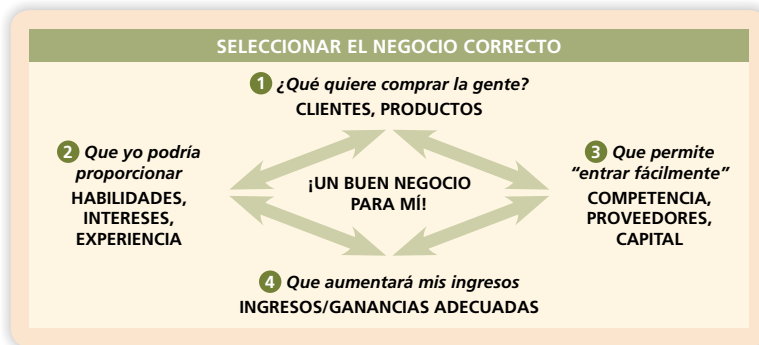 SELECCIONAR EL NEGOCIO CORRECTO
1 ¿Qué quiere comprar la gente?
CLIENTES, PRODUCTOS
2 Que yo podría
proporcionar
HABILIDADES,
INTERESES,
EXPERIENCIA
¡UN BUEN NEGOCIO
PARA MÍ!
3 Que permite
“entrar fácilmente”
COMPETENCIA,
PROVEEDORES,
CAPITAL
4 Que aumentará mis ingresos
INGRESOS/GANANCIAS ADECUADAS